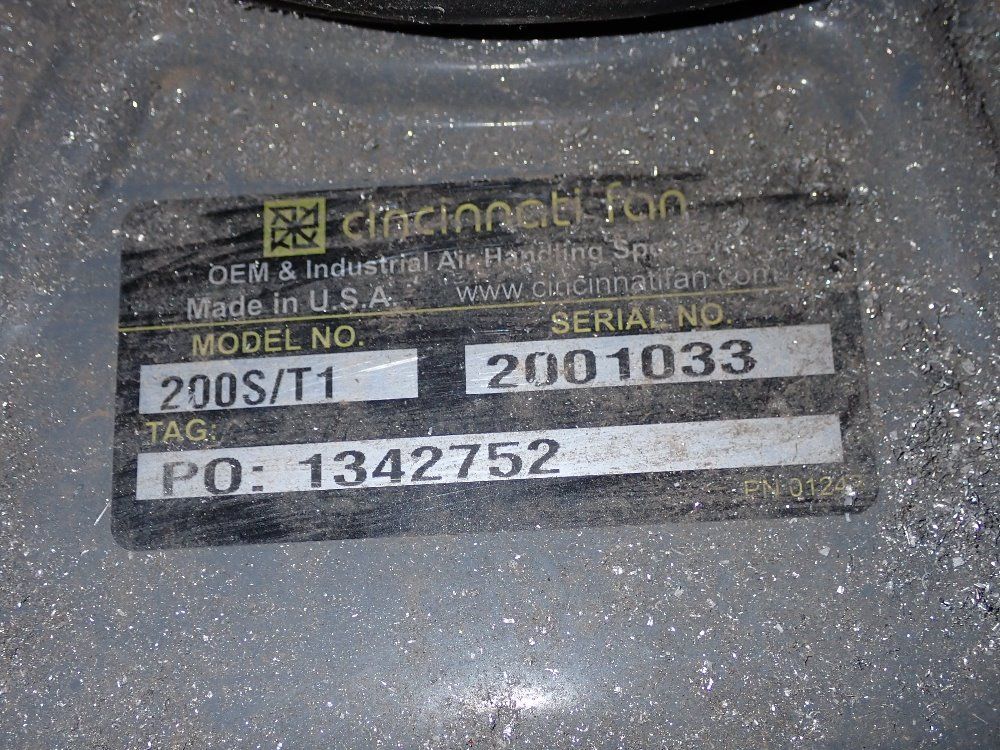 cincinnati fan
OEM & Industrial Air Handling
Made in U.S.A. www.cincinnatifan.com
MODEL NO. SERIAL NO.
200S/T1 2001033
TAG:
PO: 1342752
PN